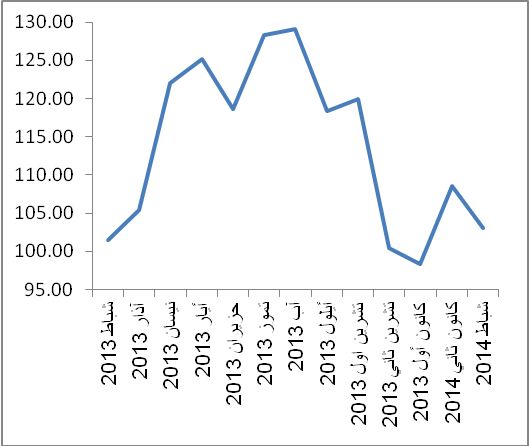 130.00
125.00
120.00
115.00
110.00
105.00
100.00
95.00
شباط 2013
آذار 2013
نيسان 2013
أيار 2013
حزيران 2013
تموز 2013
آب 2013
أيلول 2013
تشرين اول 2013
تشرين ثاني 2013
كانون أول 2013
كانون ثاني 2014
شباط 2014